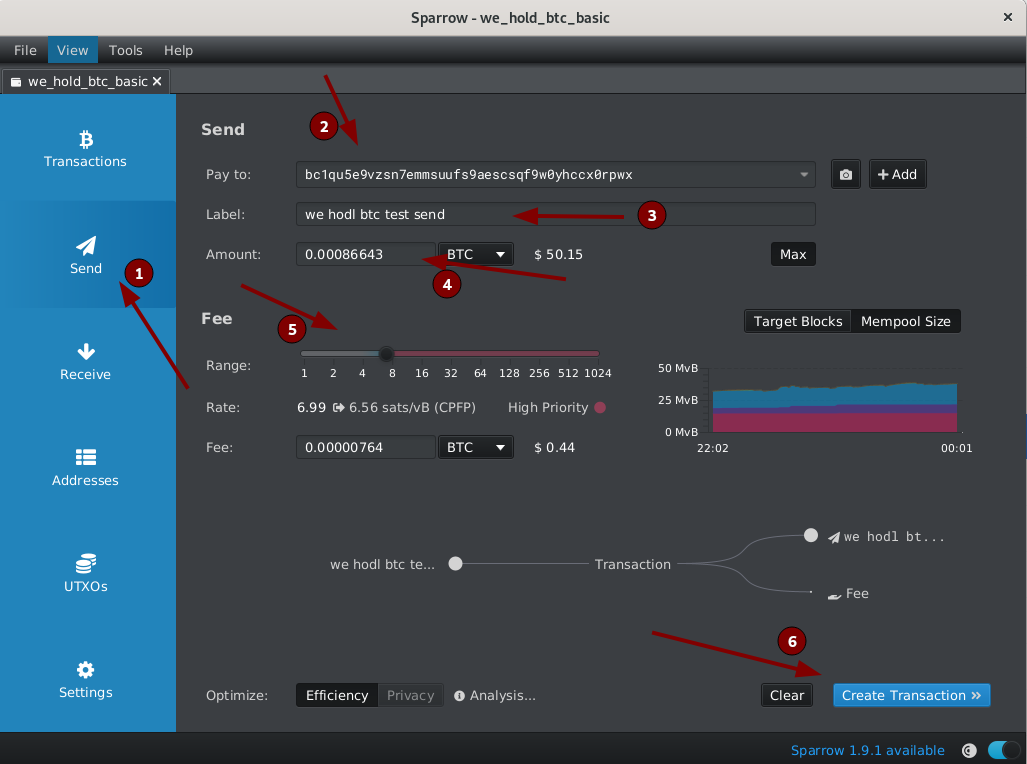 Sparrow - we_hold_btc_basic ×
File View Tools Help
we_hold_btc_basic ×
Transactions
Send
Receive
Addresses
UTXOs
Settings
1
2
Send
Pay to: bc1qu5e9vzsn7emmsuufs9aescsqf9w0yhccx0rpwx + Add
Label: we hodl btc test send 3
Amount: 0.00086643 BTC $ 50.15 Max
4
5
Fee Target Blocks Mempool Size
Range:
1 2 4 8 16 32 64 128 256 512 1024
Rate: 6.99 6.56 sats/vB (CPFP) High Priority
Fee: 0.00000764 BTC $ 0.44
50 MvB
25 MvB
0 MvB
22:02 00:01
we hodl btc te... Transaction we hodl bt...
Fee
6
Optimize: Efficiency Privacy Analysis... Clear Create Transaction »
Sparrow 1.9.1 available